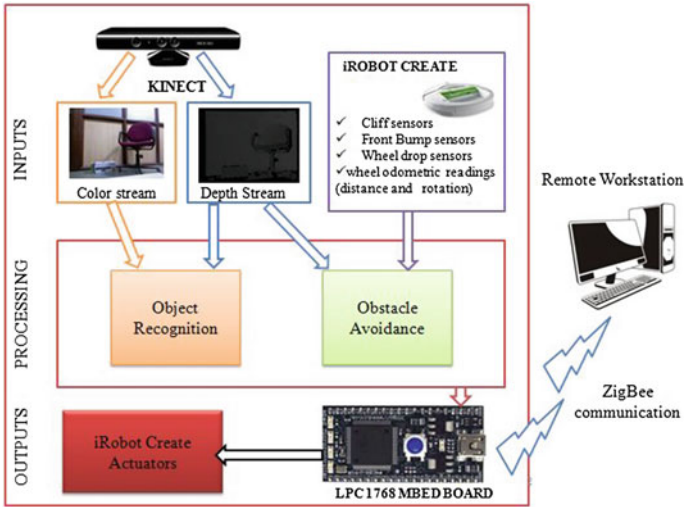 KINECT
iROBOT CREATE
✓ Cliff sensors
✓ Front Bump sensors
✓ Wheel drop sensors
✓wheel odometric readings
(distance and rotation)
INPUTS
Color stream
Depth Stream
Remote Workstation
PROCESSING
Object
Recognition
Obstacle
Avoidance
ZigBee
communication
OUTPUTS
iRobot Create
Actuators
LPC 1768 MBED BOARD